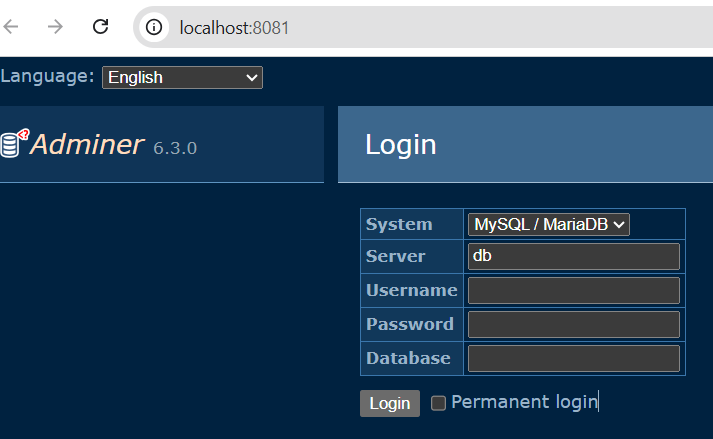 localhost:8081
Language: English
Adminer 6.3.0
Login
System MySQL / MariaDB
Server db
Username
Password
Database
Login Permanent login